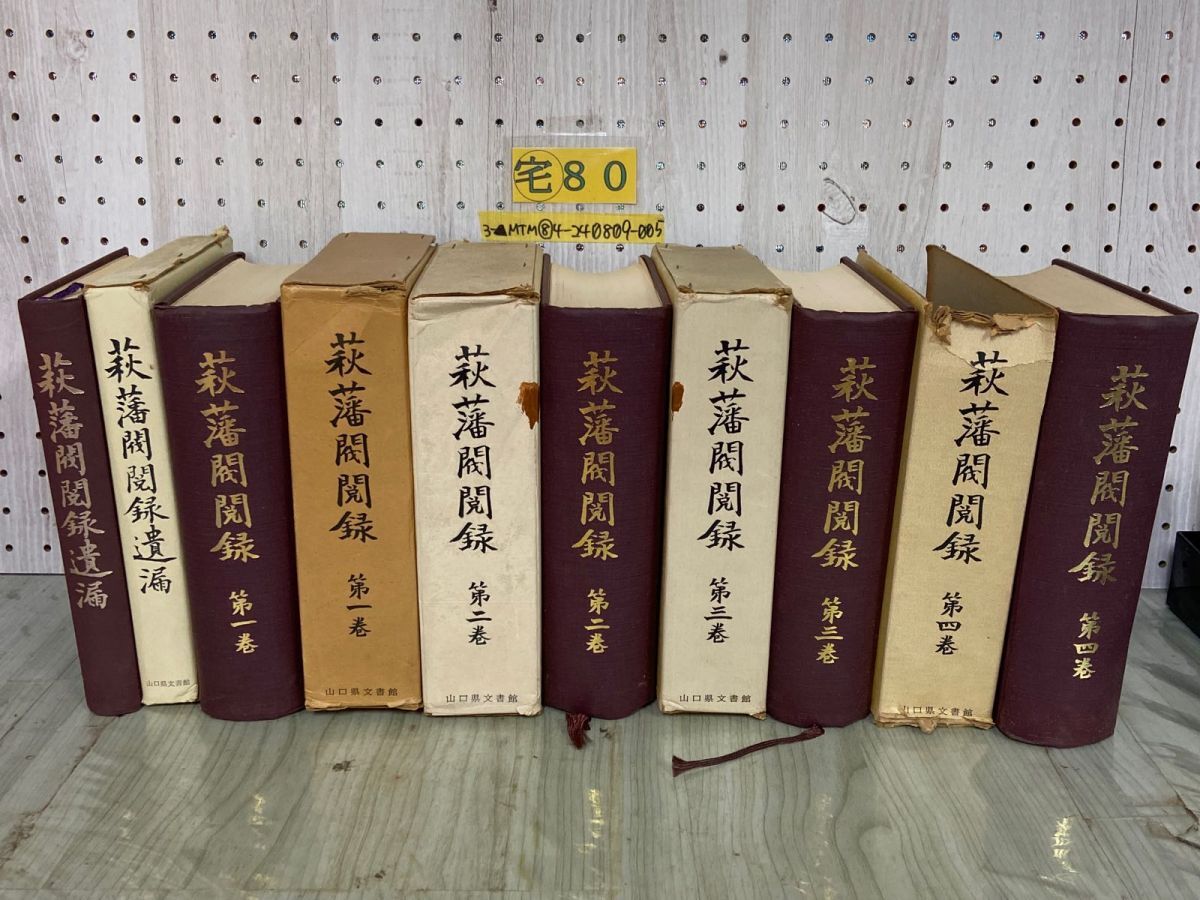 宅80
3-▲MTM⑧4-240809-005
萩藩閥閲録遺漏
萩藩閥閲録遺漏
山口県文書館
萩藩閥閲録 第一巻
萩藩閥閲録 第一巻
山口県文書館
萩藩閥閲録 第二巻
山口県文書館
萩藩閥閲録 第二巻
萩藩閥閲録 第三巻
山口県文書館
萩藩閥閲録 第三巻
萩藩閥閲録 第四巻
山口県文書館
萩藩閥閲録 第四巻